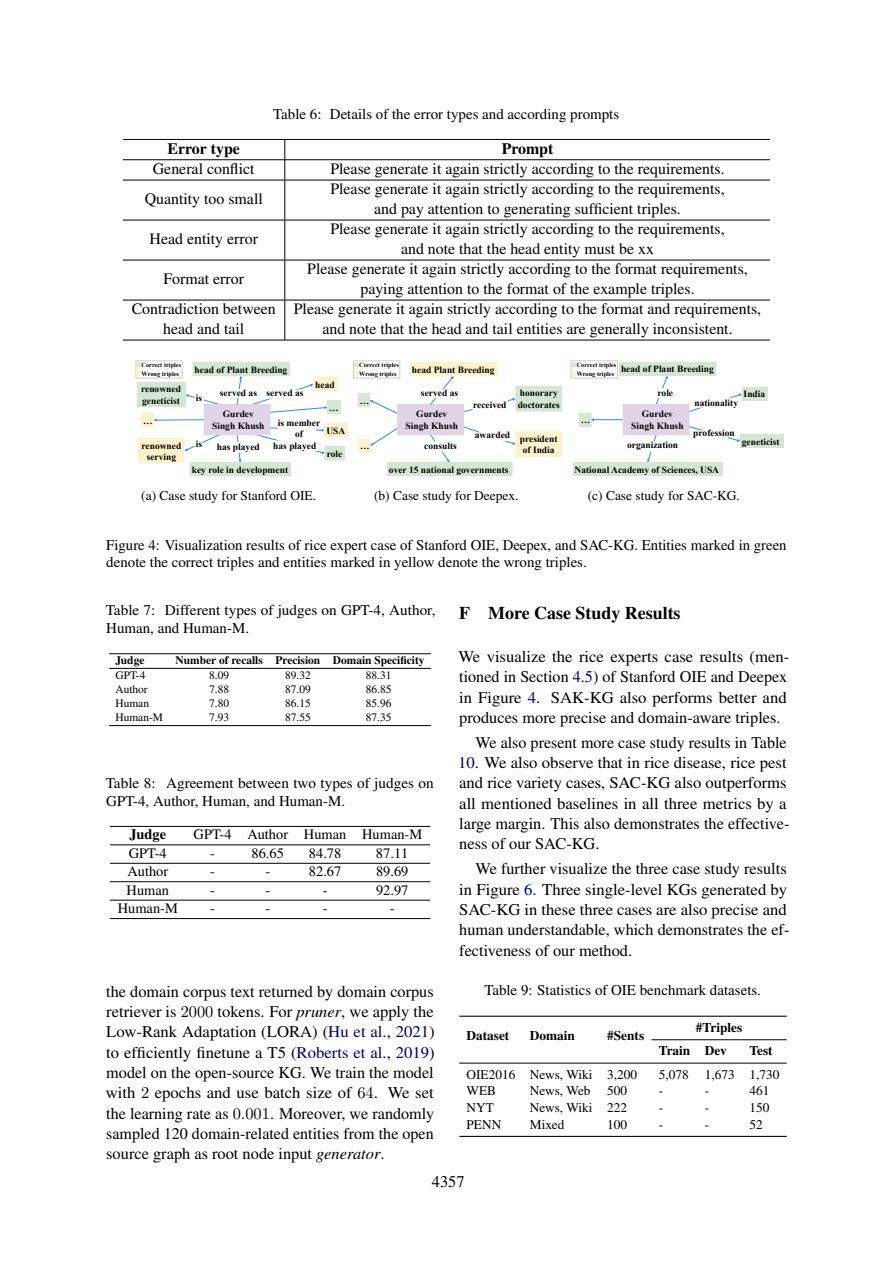 Table 6: Details of the error types and according prompts
Error type Prompt
General conflict Please generate it again strictly according to the requirements.
Quantity too small Please generate it again strictly according to the requirements,
and pay attention to generating sufficient triples.
Head entity error Please generate it again strictly according to the requirements,
and note that the head entity must be xx
Format error Please generate it again strictly according to the format requirements,
paying attention to the format of the example triples.
Contradiction between head and tail Please generate it again strictly according to the format and requirements,
and note that the head and tail entities are generally inconsistent.
Correct triples
Wrong triples
head of Plant Breeding
renowned
geneticist
is
served as
served as
head
...
...
Gurdev
Singh Khush
is member
of
USA
renowned
serving
is
has played
has played
role
key role in development
(a) Case study for Stanford OIE.
Correct triples
Wrong triples
head Plant Breeding
...
served as
received
honorary
doctorates
Gurdev
Singh Khush
...
consults
awarded
president
of India
over 15 national governments
(b) Case study for Deepex.
Correct triples
Wrong triples
head of Plant Breeding
role
nationality
India
...
Gurdev
Singh Khush
profession
geneticist
organization
National Academy of Sciences, USA
(c) Case study for SAC-KG.
Figure 4: Visualization results of rice expert case of Stanford OIE, Deepex, and SAC-KG. Entities marked in green
denote the correct triples and entities marked in yellow denote the wrong triples.
Table 7: Different types of judges on GPT-4, Author,
Human, and Human-M.
Judge Number of recalls Precision Domain Specificity
GPT-4 8.09 89.32 88.31
Author 7.88 87.09 86.85
Human 7.80 86.15 85.96
Human-M 7.93 87.55 87.35
Table 8: Agreement between two types of judges on
GPT-4, Author, Human, and Human-M.
Judge GPT-4 Author Human Human-M
GPT-4 - 86.65 84.78 87.11
Author - - 82.67 89.69
Human - - - 92.97
Human-M - - - -
the domain corpus text returned by domain corpus
retriever is 2000 tokens. For pruner, we apply the
Low-Rank Adaptation (LORA) (Hu et al., 2021)
to efficiently finetune a T5 (Roberts et al., 2019)
model on the open-source KG. We train the model
with 2 epochs and use batch size of 64. We set
the learning rate as 0.001. Moreover, we randomly
sampled 120 domain-related entities from the open
source graph as root node input generator.
F More Case Study Results
We visualize the rice experts case results (men-
tioned in Section 4.5) of Stanford OIE and Deepex
in Figure 4. SAK-KG also performs better and
produces more precise and domain-aware triples.
We also present more case study results in Table
10. We also observe that in rice disease, rice pest
and rice variety cases, SAC-KG also outperforms
all mentioned baselines in all three metrics by a
large margin. This also demonstrates the effective-
ness of our SAC-KG.
We further visualize the three case study results
in Figure 6. Three single-level KGs generated by
SAC-KG in these three cases are also precise and
human understandable, which demonstrates the ef-
fectiveness of our method.
Table 9: Statistics of OIE benchmark datasets.
Dataset Domain #Sents #Triples
Train Dev Test
OIE2016 News, Wiki 3,200 5,078 1,673 1,730
WEB News, Web 500 - - 461
NYT News, Wiki 222 - - 150
PENN Mixed 100 - - 52
4357